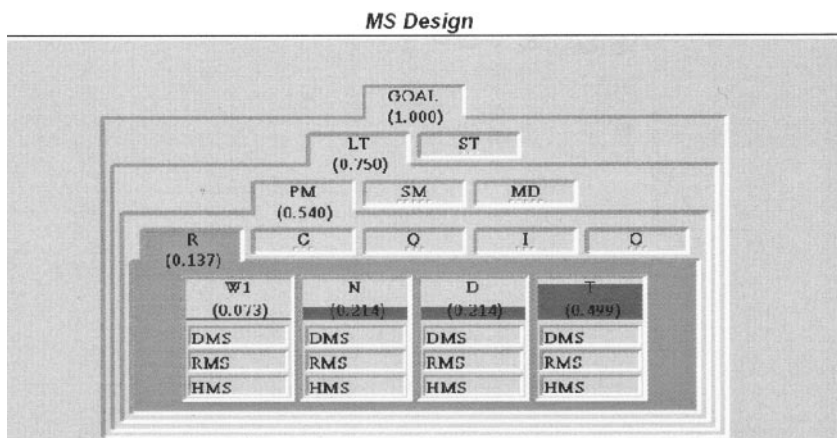 MS Design
GOAL
(1.000)
LT ST
(0.750)
PM SM MD
(0.540)
R C Q I O
(0.137)
W1 N D T
(0.073) (0.214) (0.214) (0.499)
DMS DMS DMS DMS
RMS RMS RMS RMS
HMS HMS HMS HMS